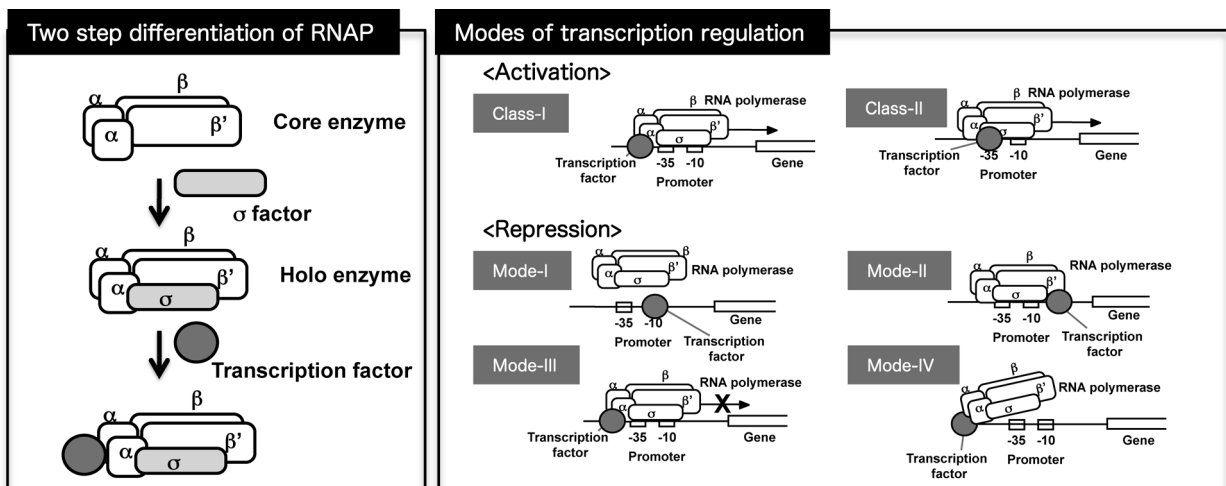 Two step differentiation of RNAP
β
α
α
β'
Core enzyme
σ factor
β
α
α
β'
σ
Holo enzyme
Transcription factor
β
α
α
β'
σ
Modes of transcription regulation
<Activation>
Class-I
β RNA polymerase
α
α
β'
σ
-35 -10
Transcription
factor
Promoter
Gene
Class-II
β RNA polymerase
α
α
β'
σ
Transcription
factor
-35 -10
Promoter
Gene
<Repression>
Mode-I
α
β
α
β'
σ
RNA polymerase
-35 -10
Promoter
Gene
Transcription
factor
Mode-II
β
α
α
β'
σ
RNA polymerase
-35 -10
Promoter
Gene
Transcription
factor
Mode-III
β
α
α
β'
σ
RNA polymerase
X
Transcription
factor
-35 -10
Promoter
Gene
Mode-IV
β
α
β'
σ
RNA polymerase
-35 -10
Promoter
Gene
Transcription
factor